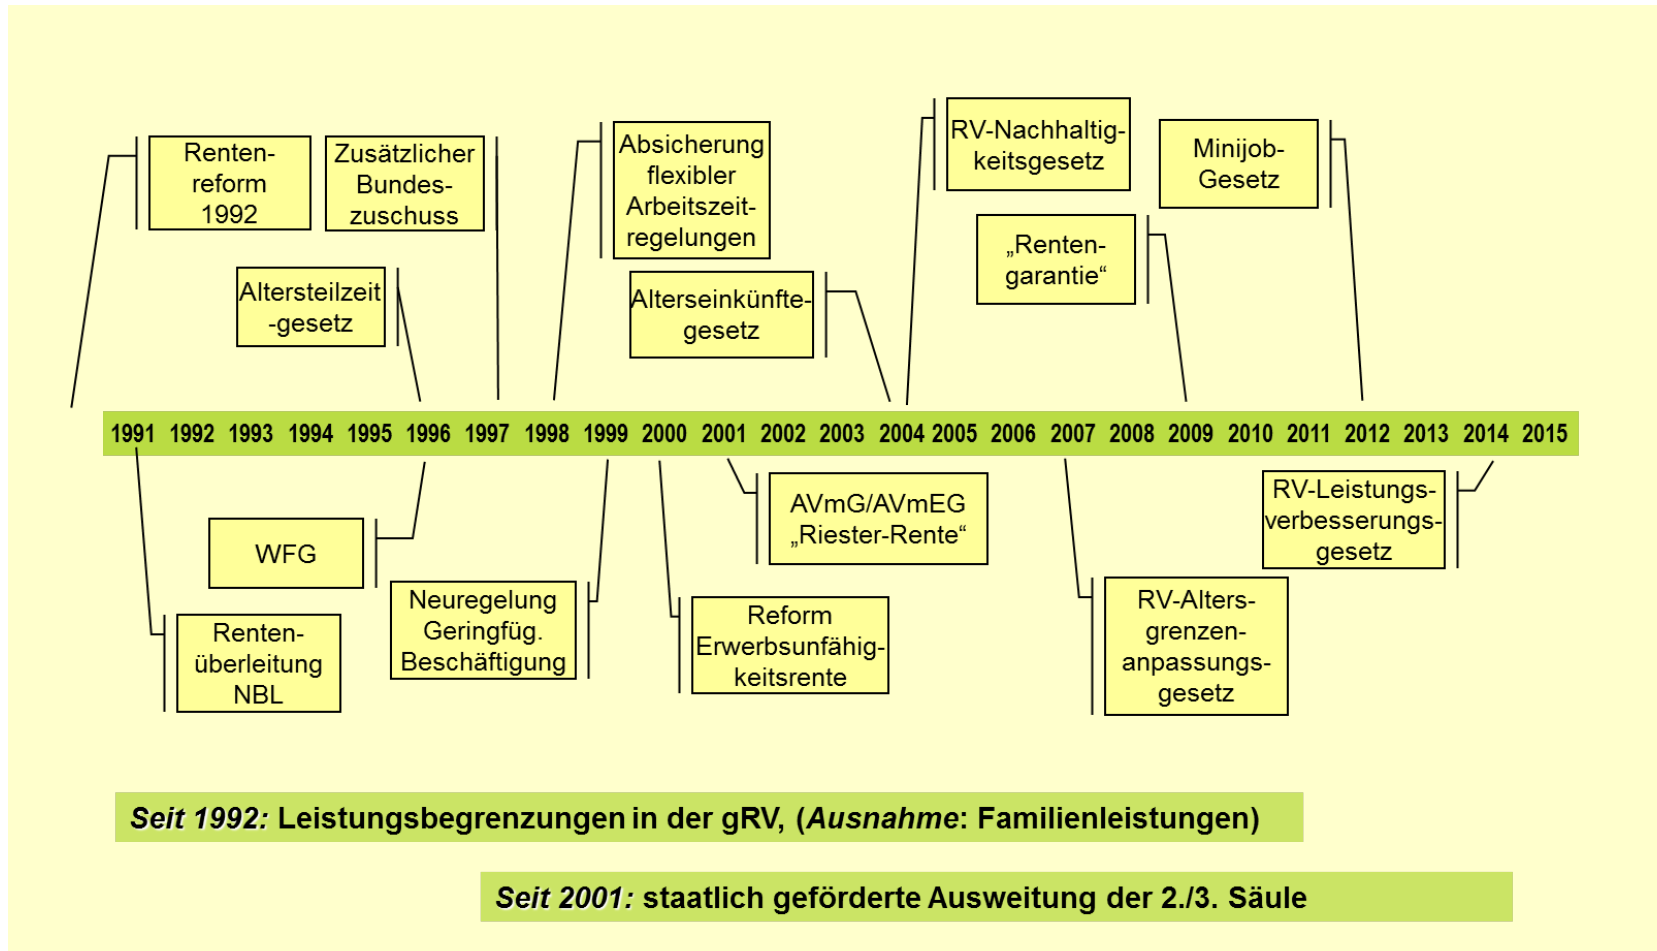 Renten-
reform
1992
Zusätzlicher
Bundes-
zuschuss
Absicherung
flexibler
Arbeitszeit-
regelungen
RV-Nachhaltig-
keitsgesetz
Minijob-
Gesetz
Altersteilzeit
-gesetz
Alterseinkünfte-
gesetz
„Renten-
garantie“
1991 1992 1993 1994 1995 1996 1997 1998 1999 2000 2001 2002 2003 2004 2005 2006 2007 2008 2009 2010 2011 2012 2013 2014 2015
WFG
Renten-
überleitung
NBL
Neuregelung
Geringfüg.
Beschäftigung
AVmG/AVmEG
„Riester-Rente“
Reform
Erwerbsunfähig-
keitsrente
RV-Alters-
grenzen-
anpassungs-
gesetz
RV-Leistungs-
verbesserungs-
gesetz
Seit 1992: Leistungsbegrenzungen in der gRV, (Ausnahme: Familienleistungen)
Seit 2001: staatlich geförderte Ausweitung der 2./3. Säule